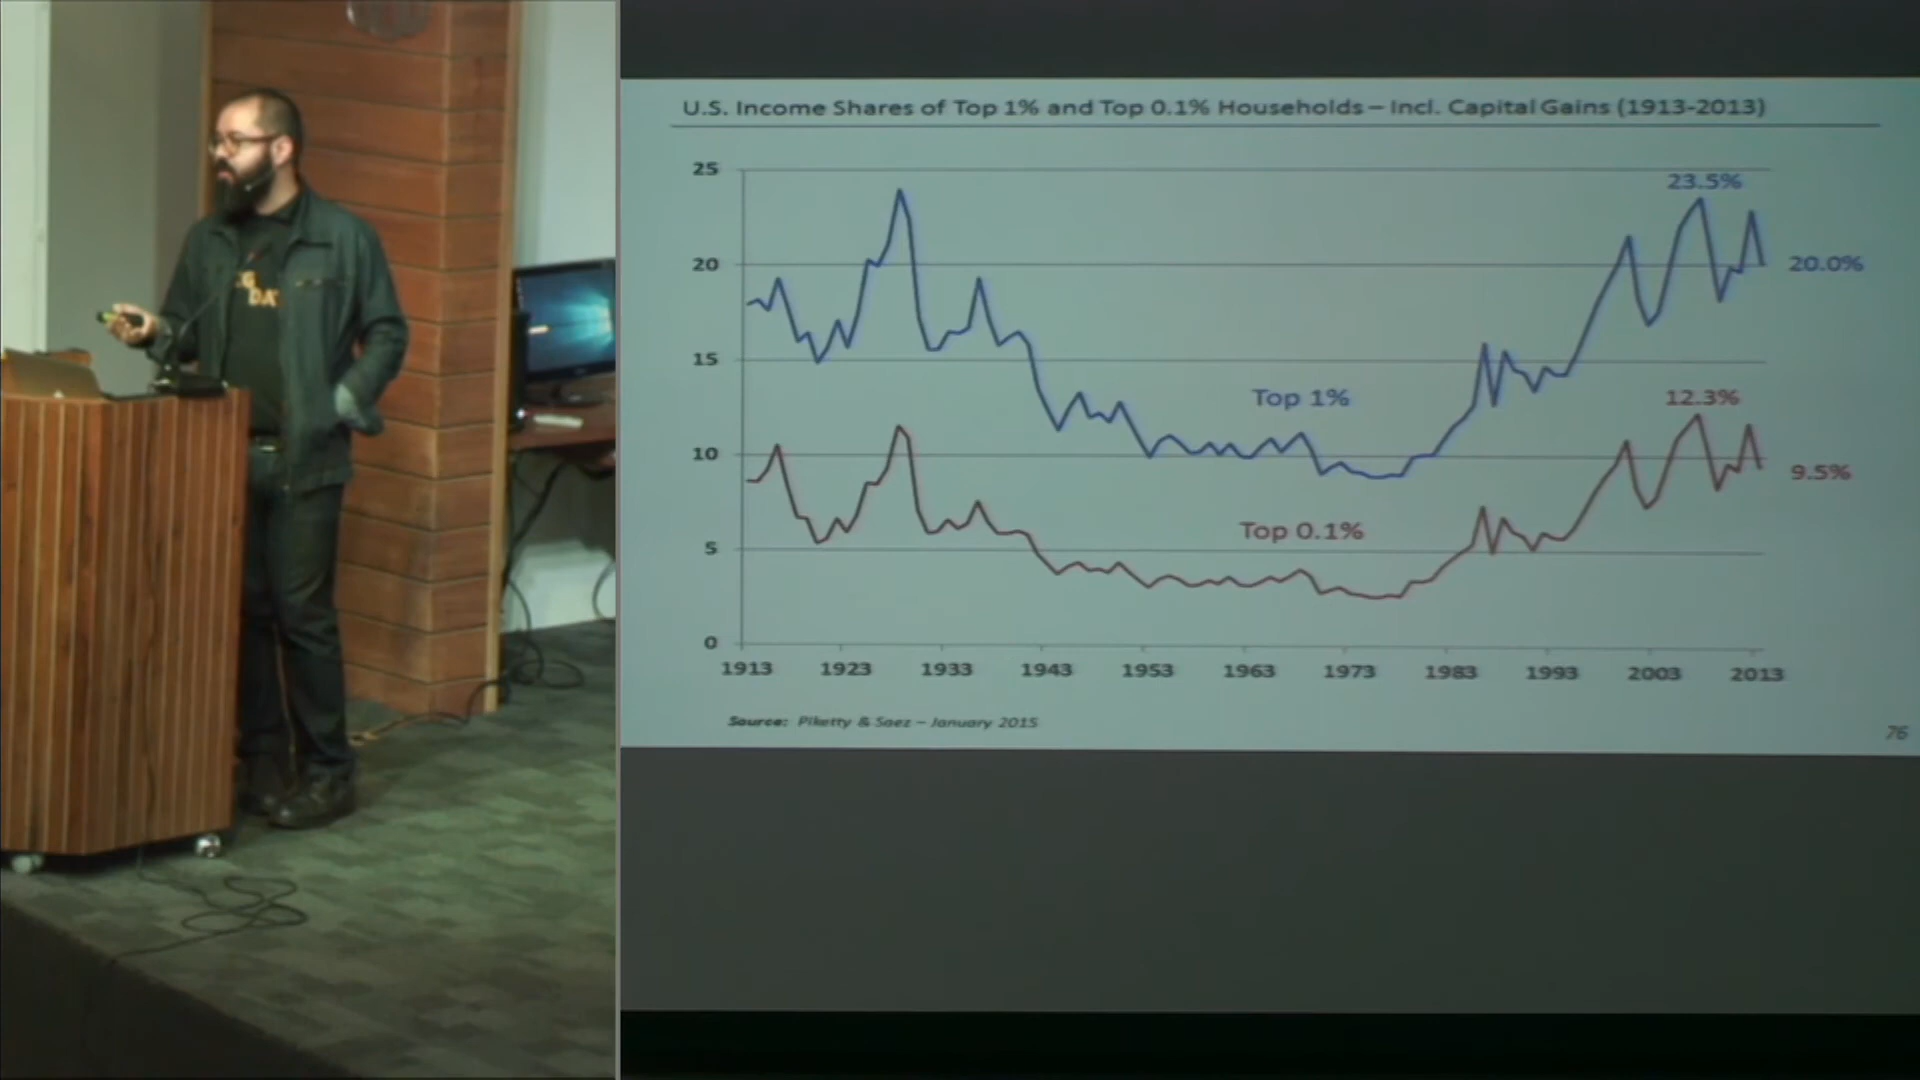 U.S. Income Shares of Top 1% and Top 0.1% Households – Incl. Capital Gains (1913-2013)
25
23.5%
20
20.0%
15
Top 1%
12.3%
10
9.5%
Top 0.1%
5
0
1913 1923 1933 1943 1953 1963 1973 1983 1993 2003 2013
Source: Piketty & Saez – January 2015
76